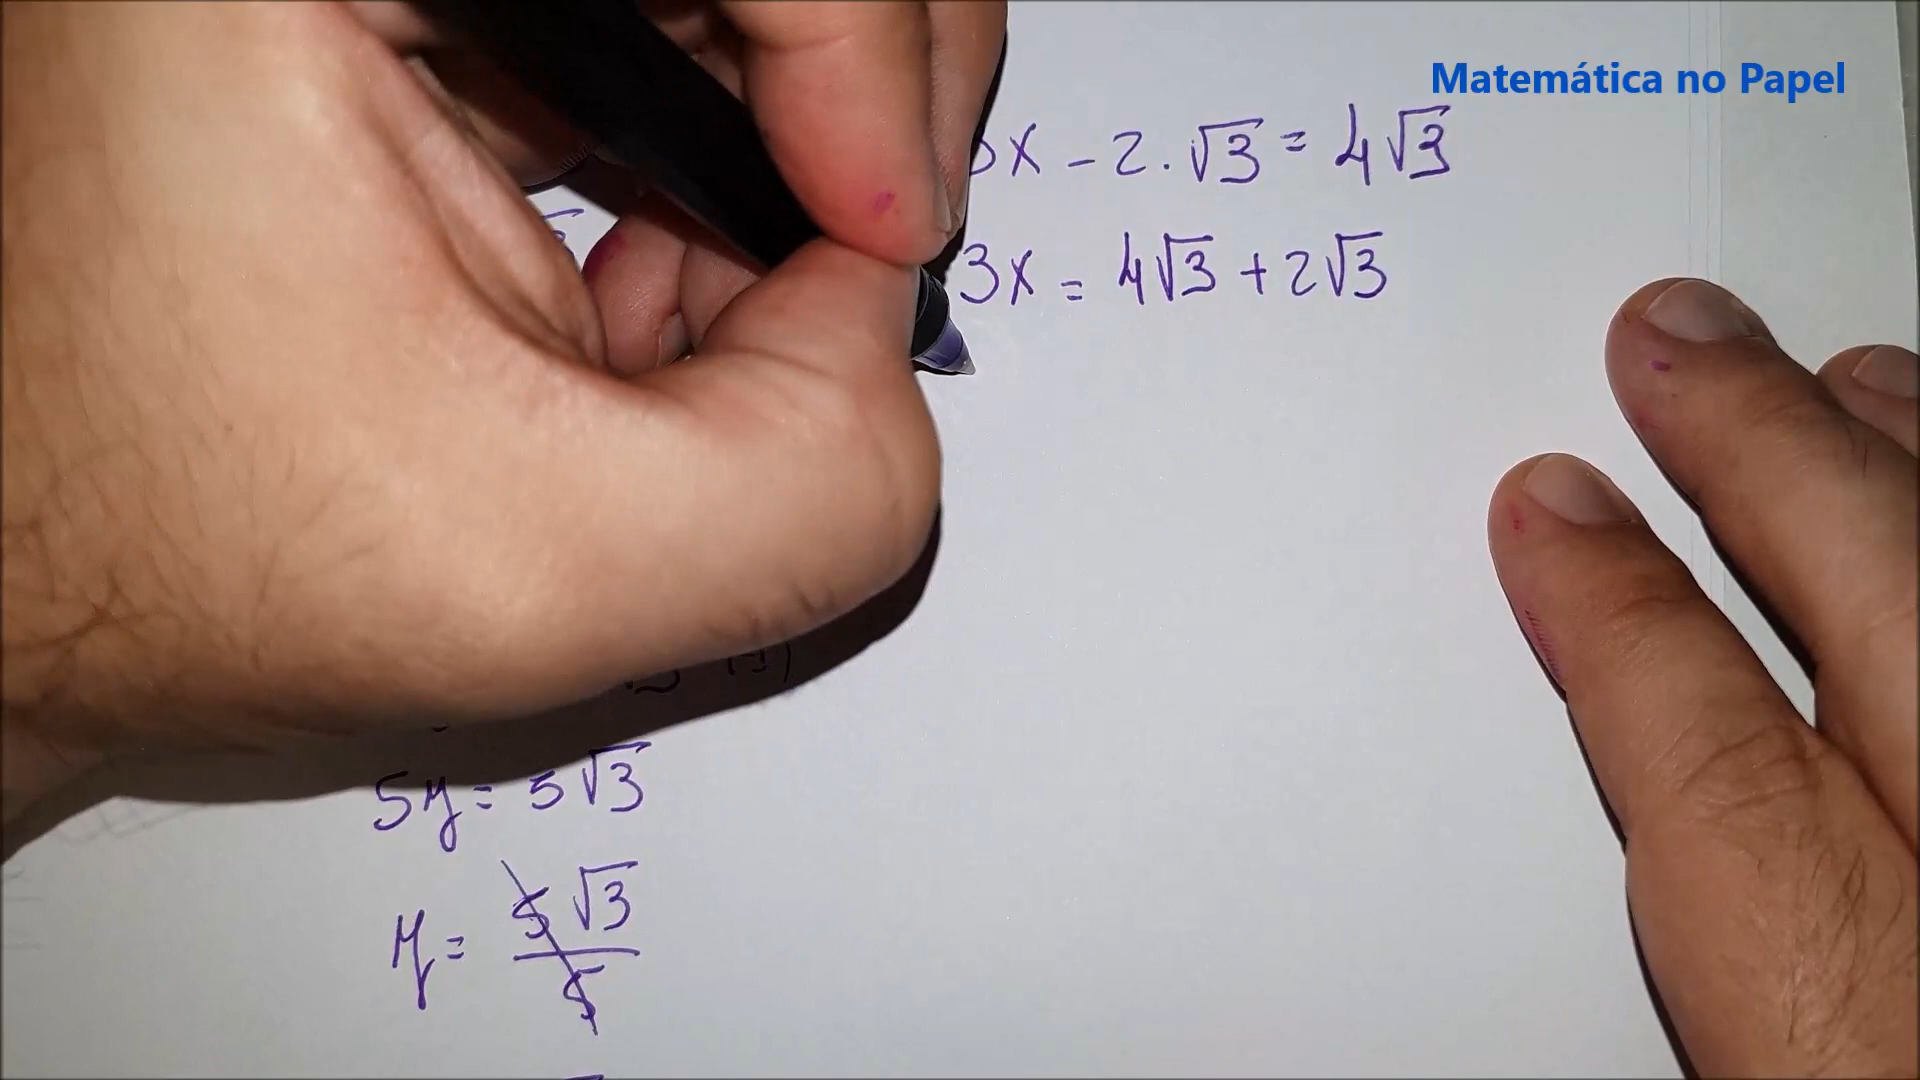 Matemática no Papel
x - 2 . √3 = 4√3
3x = 4√3 + 2√3
5y = 5√3
y = 5√3 / 5